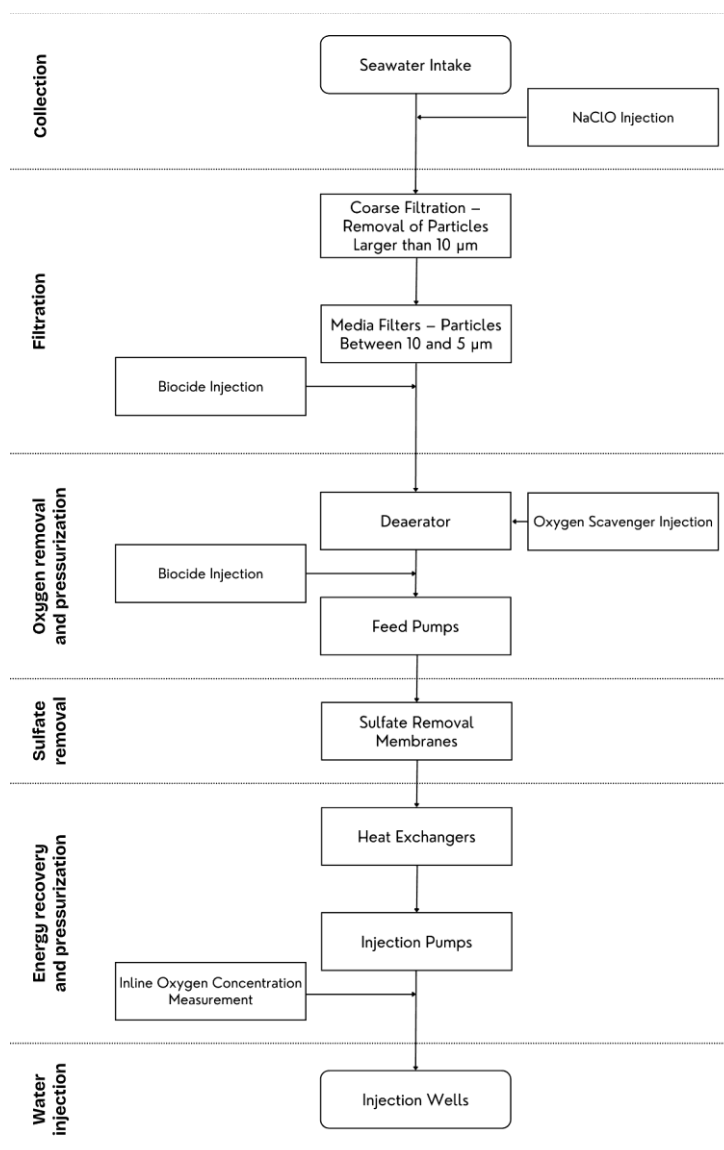 Collection
Seawater Intake
NaClO Injection
Filtration
Coarse Filtration –
Removal of Particles
Larger than 10 µm
Media Filters – Particles
Between 10 and 5 µm
Biocide Injection
Oxygen removal
and pressurization
Deaerator
Oxygen Scavenger Injection
Biocide Injection
Feed Pumps
Sulfate
removal
Sulfate Removal
Membranes
Energy recovery
and pressurization
Heat Exchangers
Injection Pumps
Inline Oxygen Concentration
Measurement
Water
injection
Injection Wells